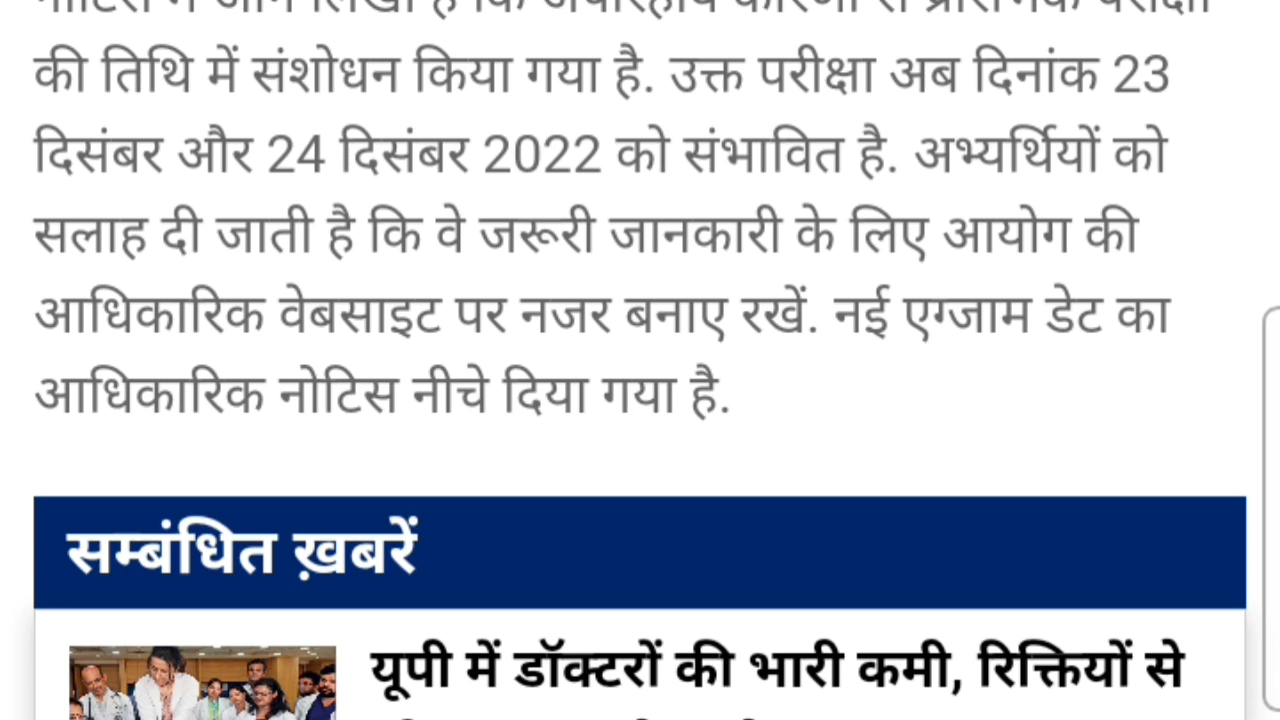 की तिथि में संशोधन किया गया है. उक्त परीक्षा अब दिनांक 23
दिसंबर और 24 दिसंबर 2022 को संभावित है. अभ्यर्थियों को
सलाह दी जाती है कि वे जरूरी जानकारी के लिए आयोग की
आधिकारिक वेबसाइट पर नजर बनाए रखें. नई एग्जाम डेट का
आधिकारिक नोटिस नीचे दिया गया है.
सम्बंधित ख़बरें
यूपी में डॉक्टरों की भारी कमी, रिक्तियों से